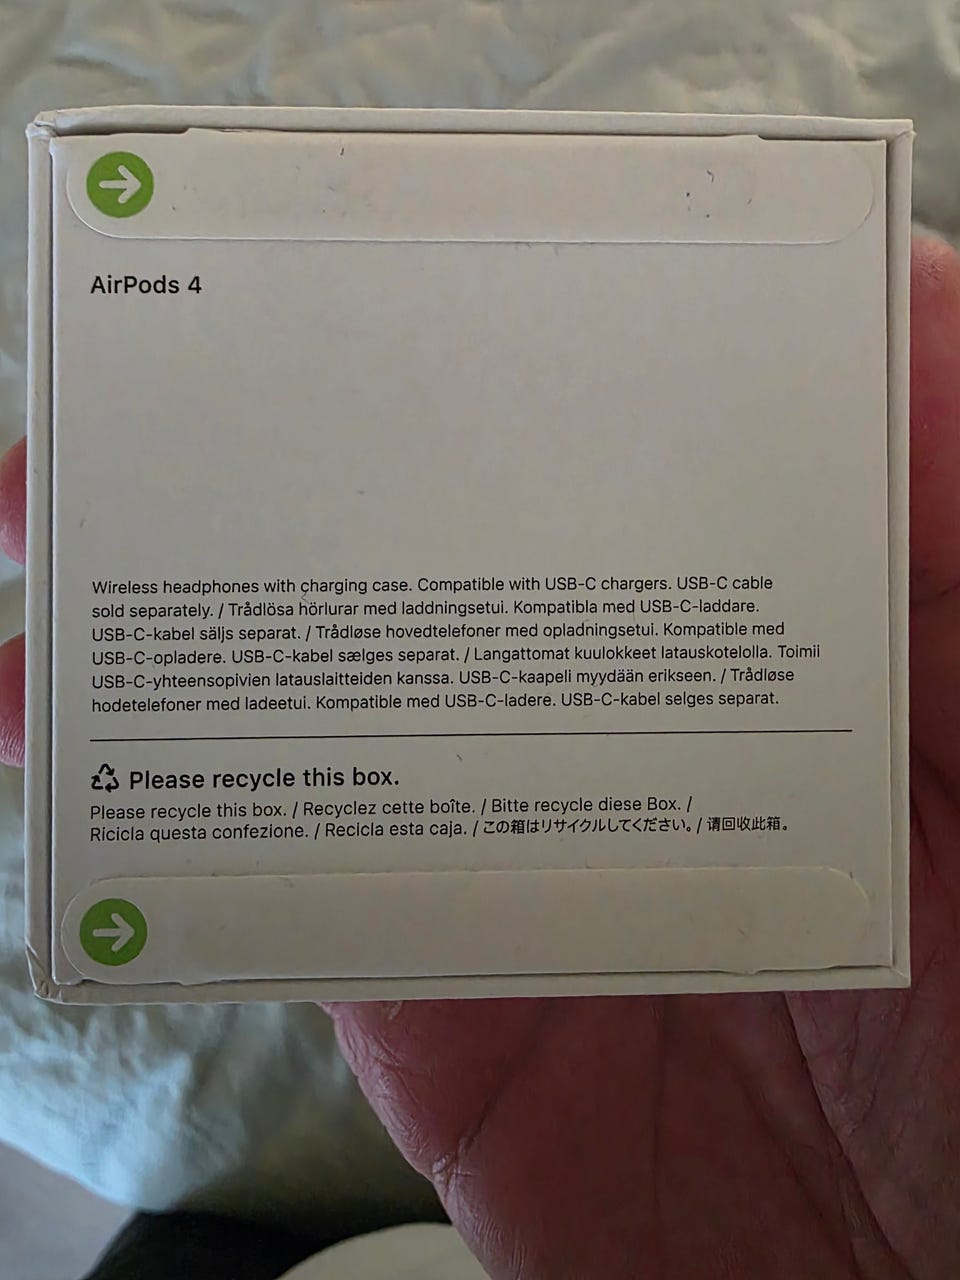 AirPods 4
Wireless headphones with charging case. Compatible with USB-C chargers. USB-C cable
sold separately. / Trådlösa hörlurar med laddningsetui. Kompatibla med USB-C-laddare.
USB-C-kabel säljs separat. / Trådløse hovedtelefoner med opladningsetui. Kompatible med
USB-C-opladere. USB-C-kabel sælges separat. / Langattomat kuulokkeet latauskotelolla. Toimii
USB-C-yhteensopivien latauslaitteiden kanssa. USB-C-kaapeli myydään erikseen. / Trådløse
hodetelefoner med ladeetui. Kompatible med USB-C-ladere. USB-C-kabel selges separat.
Please recycle this box.
Please recycle this box. / Recyclez cette boîte. / Bitte recycle diese Box. /
Ricicla questa confezione. / Recicla esta caja. / この箱はリサイクルしてください。/ 请回收此箱。